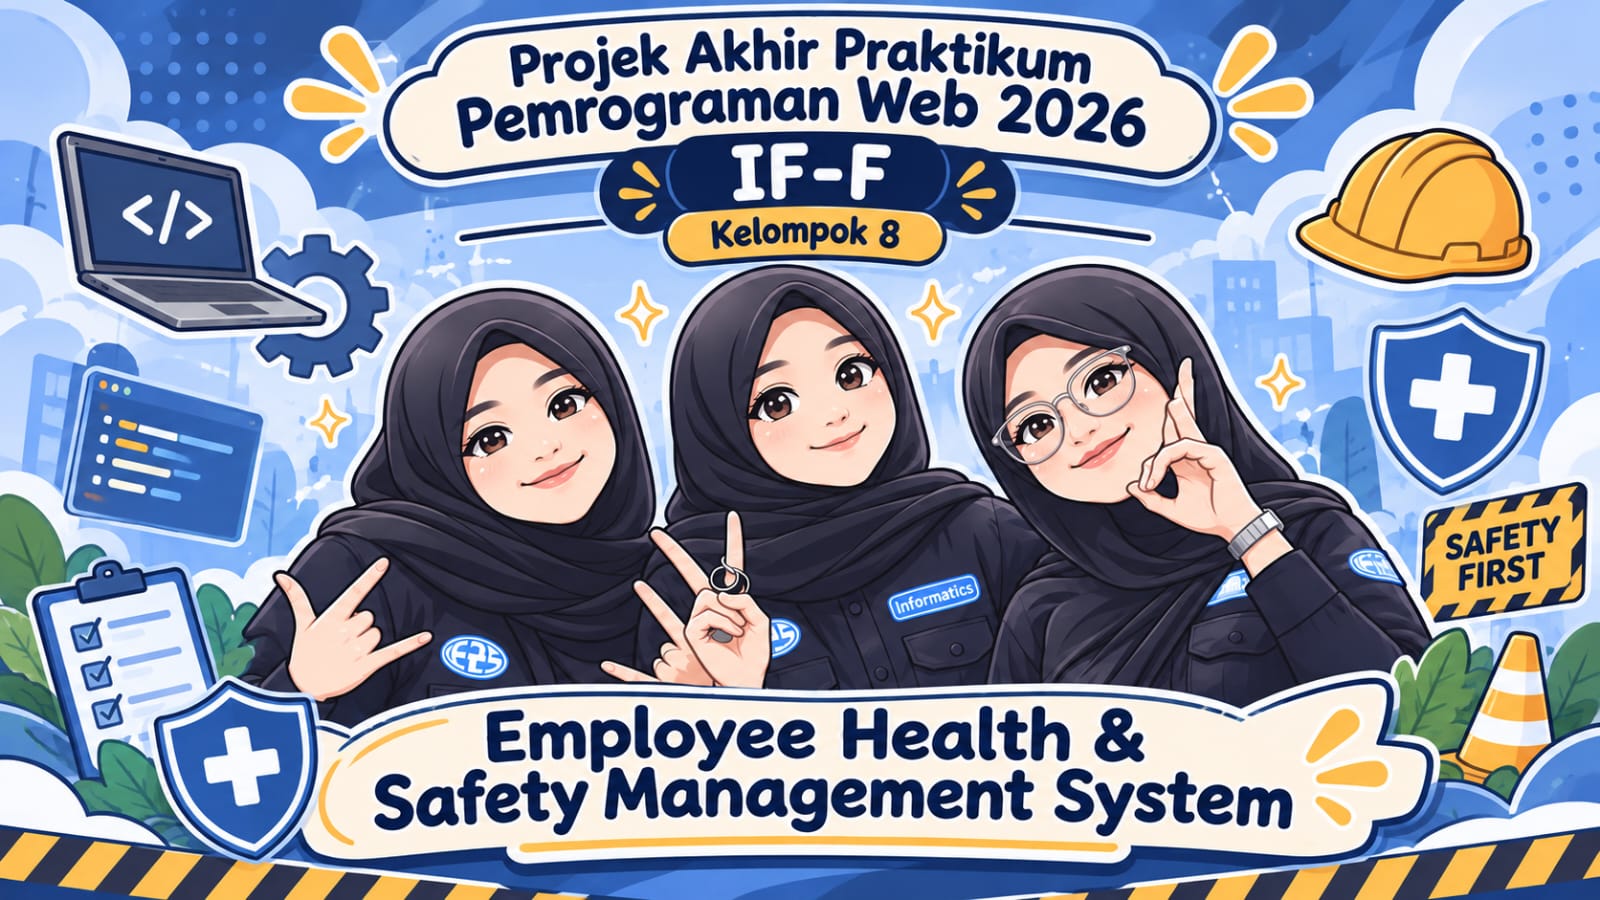 Projek Akhir Praktikum
Pemrograman Web 2026
IF-F
Kelompok 8
</>
SAFETY
FIRST
Informatics
Employee Health &
Safety Management System